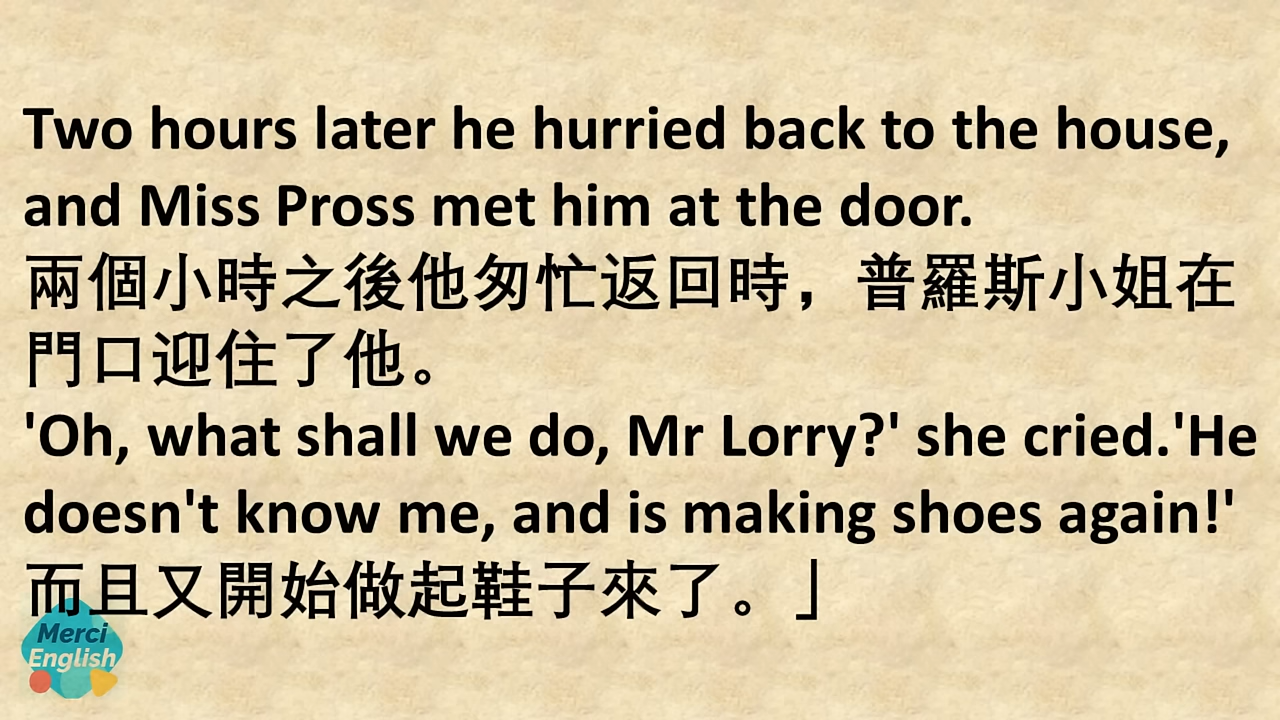 Two hours later he hurried back to the house,
and Miss Pross met him at the door.
兩個小時之後他匆忙返回時，普羅斯小姐在
門口迎住了他。
'Oh, what shall we do, Mr Lorry?' she cried.'He
doesn't know me, and is making shoes again!'
而且又開始做起鞋子來了。」
Merci
English